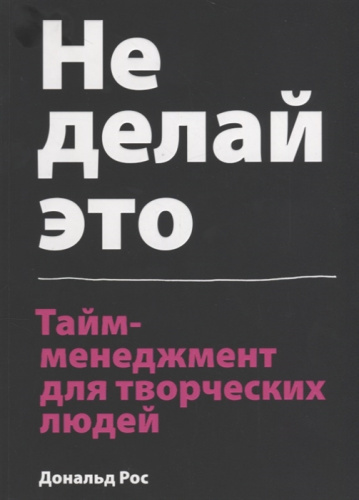 Не
делай
это
Тайм-
менеджмент
для творческих
людей
Дональд Рос